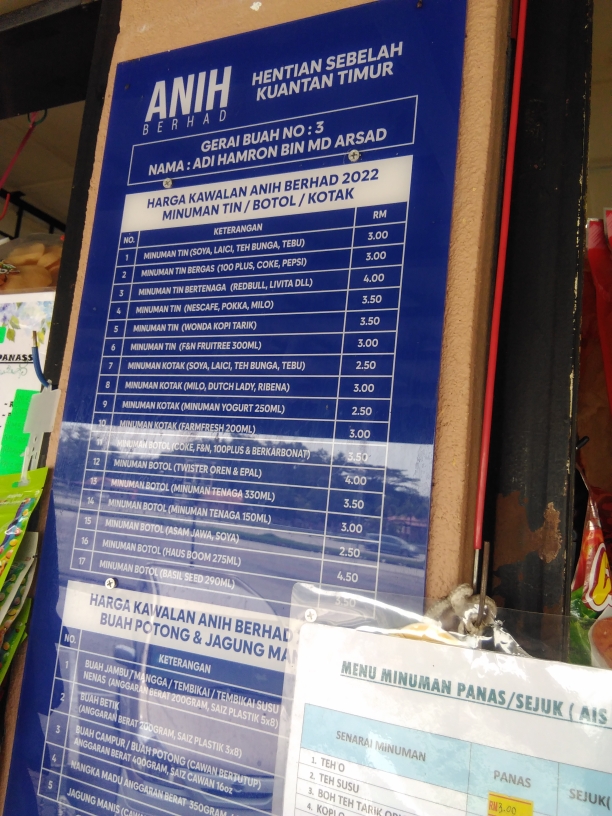 ANIH
BERHAD
HENTIAN SEBELAH
KUANTAN TIMUR
GERAI BUAH NO : 3
NAMA : ADI HAMRON BIN MD ARSAD
HARGA KAWALAN ANIH BERHAD 2022
MINUMAN TIN / BOTOL / KOTAK
NO. KETERANGAN RM
1 MINUMAN TIN (SOYA, LAICI, TEH BUNGA, TEBU) 3.00
2 MINUMAN TIN BERGAS (100 PLUS, COKE, PEPSI) 3.00
3 MINUMAN TIN BERTENAGA (REDBULL, LIVITA DLL) 4.00
4 MINUMAN TIN (NESCAFE, POKKA, MILO) 3.50
5 MINUMAN TIN (WONDA KOPI TARIK) 3.50
6 MINUMAN TIN (F&N FRUITREE 300ML) 3.00
7 MINUMAN KOTAK (SOYA, LAICI, TEH BUNGA, TEBU) 2.50
8 MINUMAN KOTAK (MILO, DUTCH LADY, RIBENA) 3.00
9 MINUMAN KOTAK (MINUMAN YOGURT 250ML) 2.50
10 MINUMAN KOTAK (FARMFRESH 200ML) 3.00
11 MINUMAN BOTOL (COKE, F&N, 100PLUS & BERKARBONAT) 3.50
12 MINUMAN BOTOL (TWISTER OREN & EPAL) 4.00
13 MINUMAN BOTOL (MINUMAN TENAGA 330ML) 3.50
14 MINUMAN BOTOL (MINUMAN TENAGA 150ML) 3.00
15 MINUMAN BOTOL (ASAM JAWA, SOYA) 2.50
16 MINUMAN BOTOL (HAUS BOOM 275ML) 4.50
17 MINUMAN BOTOL (BASIL SEED 290ML)
HARGA KAWALAN ANIH BERHAD
BUAH POTONG & JAGUNG MA
NO. KETERANGAN
1 BUAH JAMBU / MANGGA / TEMBIKAI / TEMBIKAI SUSU
NENAS (ANGGARAN BERAT 200GRAM, SAIZ PLASTIK 5x8)
2 BUAH BETIK
(ANGGARAN BERAT 200GRAM, SAIZ PLASTIK 3x8)
3 BUAH CAMPUR / BUAH POTONG (CAWAN BERTUTUP)
ANGGARAN BERAT 400GRAM, SAIZ CAWAN 16oz
4 NANGKA MADU ANGGARAN BERAT 350GRAM,
5 JAGUNG MANIS
MENU MINUMAN PANAS/SEJUK ( AIS
SENARAI MINUMAN PANAS SEJUK(
1. TEH O
2. TEH SUSU
3. BOH TEH TARIK
4. KOPI O
RM3.00
PANASS